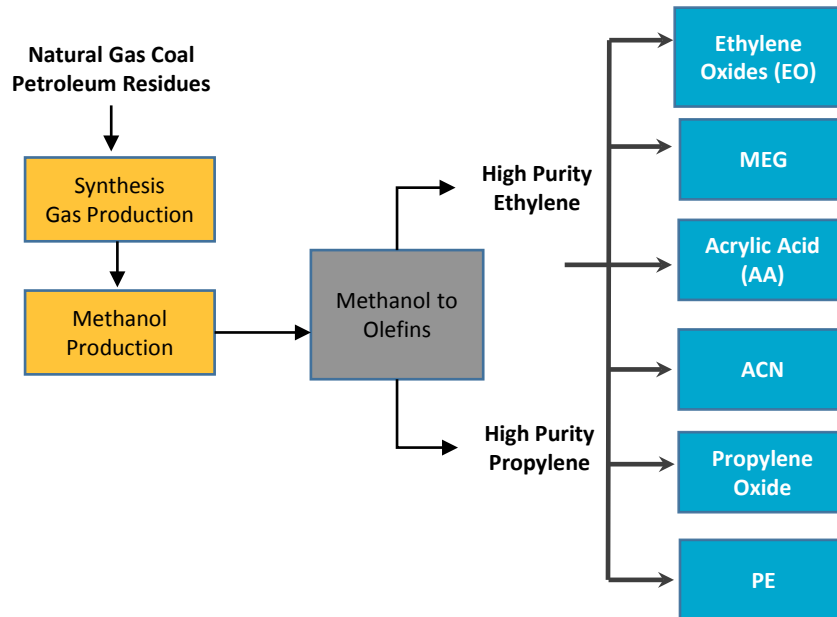 Natural Gas Coal
Petroleum Residues
Synthesis
Gas Production
Methanol
Production
Methanol to
Olefins
High Purity
Ethylene
High Purity
Propylene
Ethylene
Oxides (EO)
MEG
Acrylic Acid
(AA)
ACN
Propylene
Oxide
PE